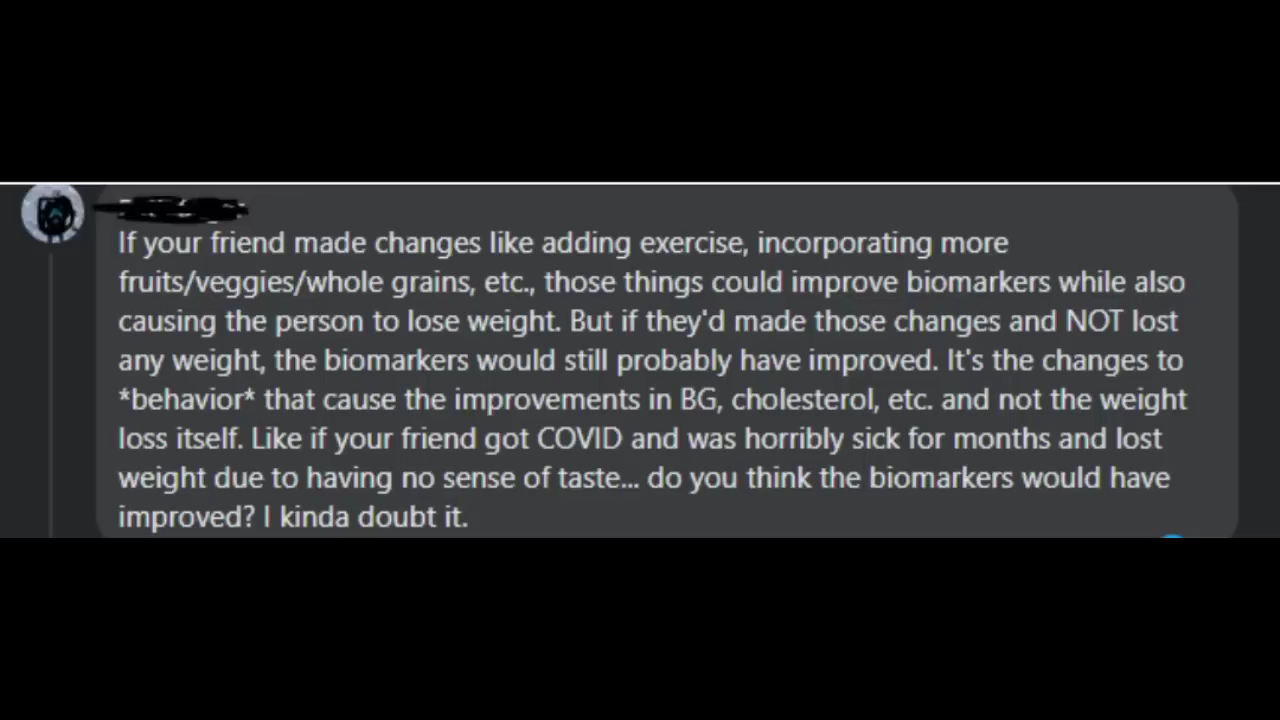 If your friend made changes like adding exercise, incorporating more
fruits/veggies/whole grains, etc., those things could improve biomarkers while also
causing the person to lose weight. But if they'd made those changes and NOT lost
any weight, the biomarkers would still probably have improved. It's the changes to
*behavior* that cause the improvements in BG, cholesterol, etc. and not the weight
loss itself. Like if your friend got COVID and was horribly sick for months and lost
weight due to having no sense of taste... do you think the biomarkers would have
improved? I kinda doubt it.